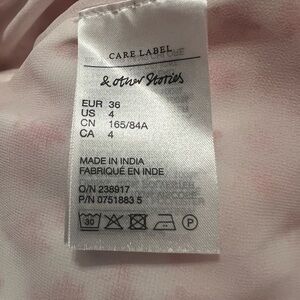 CARE LABEL
& other Stories
EUR 36
US 4
CN 165/84A
CA 4
MADE IN INDIA
FABRIQUÉ EN INDE
O/N 238917
P/N 0751883 5
30
P